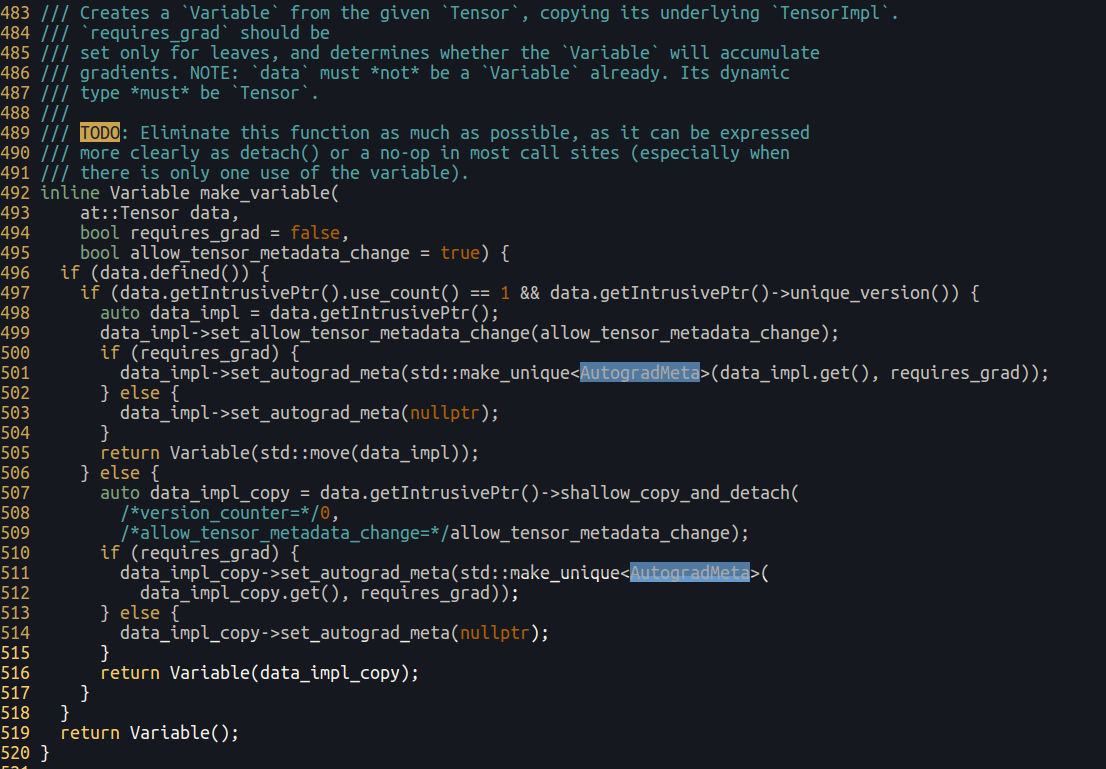 483 /// Creates a `Variable` from the given `Tensor`, copying its underlying `TensorImpl`.
484 /// `requires_grad` should be
485 /// set only for leaves, and determines whether the `Variable` will accumulate
486 /// gradients. NOTE: `data` must *not* be a `Variable` already. Its dynamic
487 /// type *must* be `Tensor`.
488 ///
489 /// TODO: Eliminate this function as much as possible, as it can be expressed
490 /// more clearly as detach() or a no-op in most call sites (especially when
491 /// there is only one use of the variable).
492 inline Variable make_variable(
493     at::Tensor data,
494     bool requires_grad = false,
495     bool allow_tensor_metadata_change = true) {
496   if (data.defined()) {
497     if (data.getIntrusivePtr().use_count() == 1 && data.getIntrusivePtr()->unique_version()) {
498       auto data_impl = data.getIntrusivePtr();
499       data_impl->set_allow_tensor_metadata_change(allow_tensor_metadata_change);
500       if (requires_grad) {
501         data_impl->set_autograd_meta(std::make_unique<AutogradMeta>(data_impl.get(), requires_grad));
502       } else {
503         data_impl->set_autograd_meta(nullptr);
504       }
505       return Variable(std::move(data_impl));
506     } else {
507       auto data_impl_copy = data.getIntrusivePtr()->shallow_copy_and_detach(
508         /*version_counter=*/0,
509         /*allow_tensor_metadata_change=*/allow_tensor_metadata_change);
510       if (requires_grad) {
511         data_impl_copy->set_autograd_meta(std::make_unique<AutogradMeta>(
512           data_impl_copy.get(), requires_grad));
513       } else {
514         data_impl_copy->set_autograd_meta(nullptr);
515       }
516       return Variable(data_impl_copy);
517     }
518   }
519   return Variable();
520 }